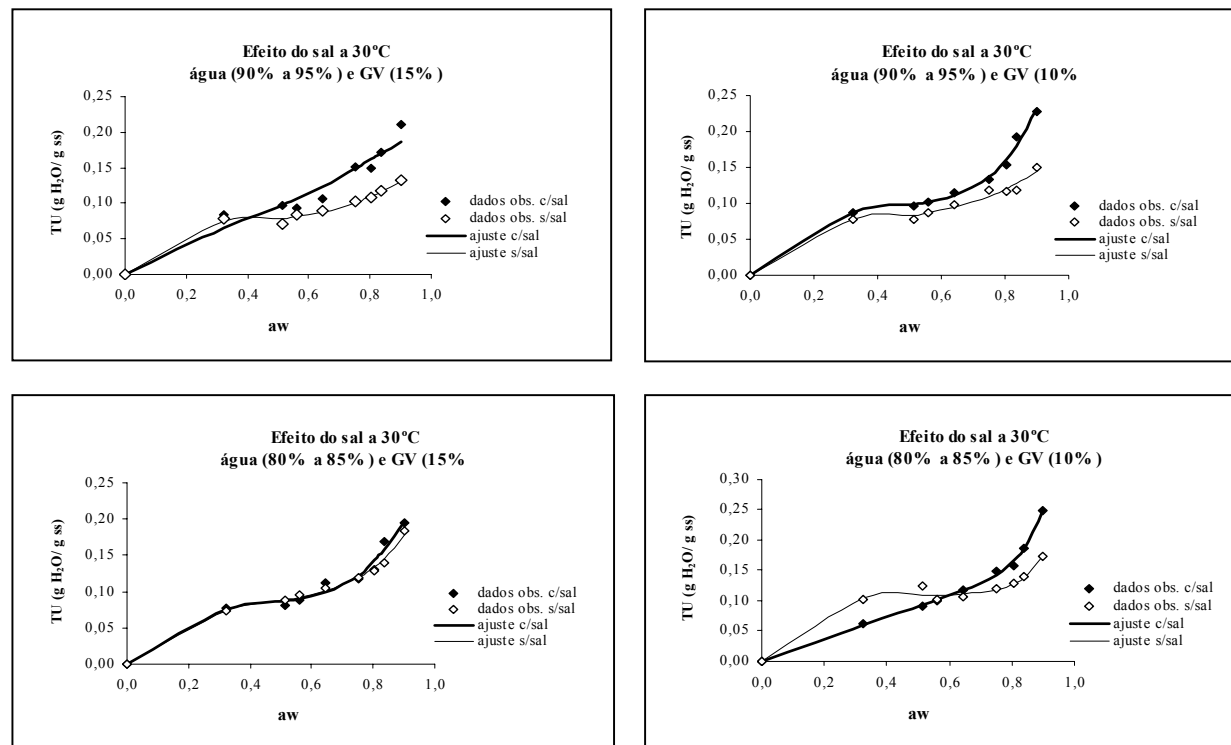 Efeito do sal a 30ºC
água (90% a 95%) e GV (15%)
TU (g H₂O/ g ss)
0,25
0,20
0,15
0,10
0,05
0,00
0,0 0,2 0,4 0,6 0,8 1,0
aw
dados obs. c/sal
dados obs. s/sal
ajuste c/sal
ajuste s/sal
Efeito do sal a 30ºC
água (90% a 95%) e GV (10%
TU (g H₂O/ g ss)
0,25
0,20
0,15
0,10
0,05
0,00
0,0 0,2 0,4 0,6 0,8 1,0
aw
dados obs. c/sal
dados obs. s/sal
ajuste c/sal
ajuste s/sal
Efeito do sal a 30ºC
água (80% a 85%) e GV (15%
TU (g H₂O/ g ss)
0,25
0,20
0,15
0,10
0,05
0,00
0,0 0,2 0,4 0,6 0,8 1,0
aw
dados obs. c/sal
dados obs. s/sal
ajuste c/sal
ajuste s/sal
Efeito do sal a 30ºC
água (80% a 85%) e GV (10%)
TU (g H₂O/ g ss)
0,30
0,25
0,20
0,15
0,10
0,05
0,00
0,0 0,2 0,4 0,6 0,8 1,0
aw
dados obs. c/sal
dados obs. s/sal
ajuste c/sal
ajuste s/sal